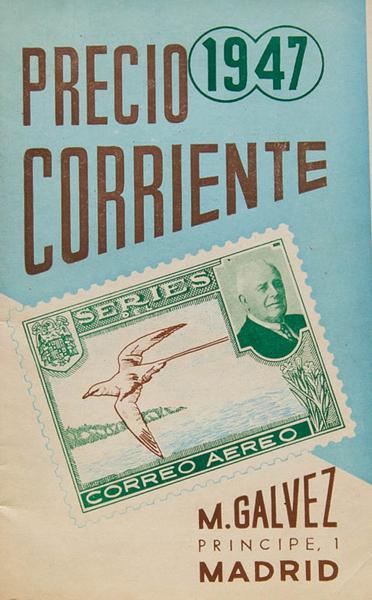 PRECIO
1947
CORRIENTE
SERIES
CORREO AEREO
M. GALVEZ
PRINCIPE, 1
MADRID